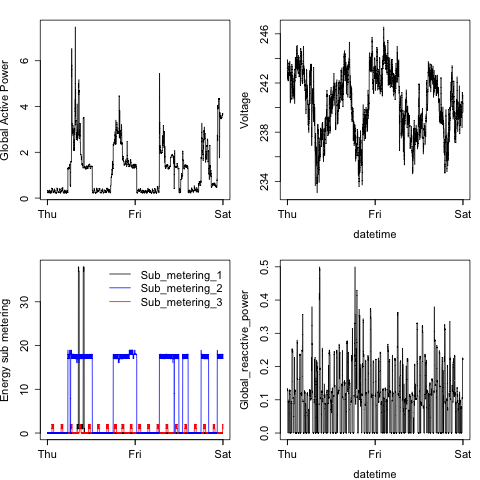 Global Active Power
0 2 4 6
Thu Fri Sat
Voltage
234 238 242 246
Thu Fri Sat
datetime
Energy sub metering
0 10 20 30
Sub_metering_1
Sub_metering_2
Sub_metering_3
Thu Fri Sat
Global_reacctive_power
0.0 0.1 0.2 0.3 0.4 0.5
Thu Fri Sat
datetime